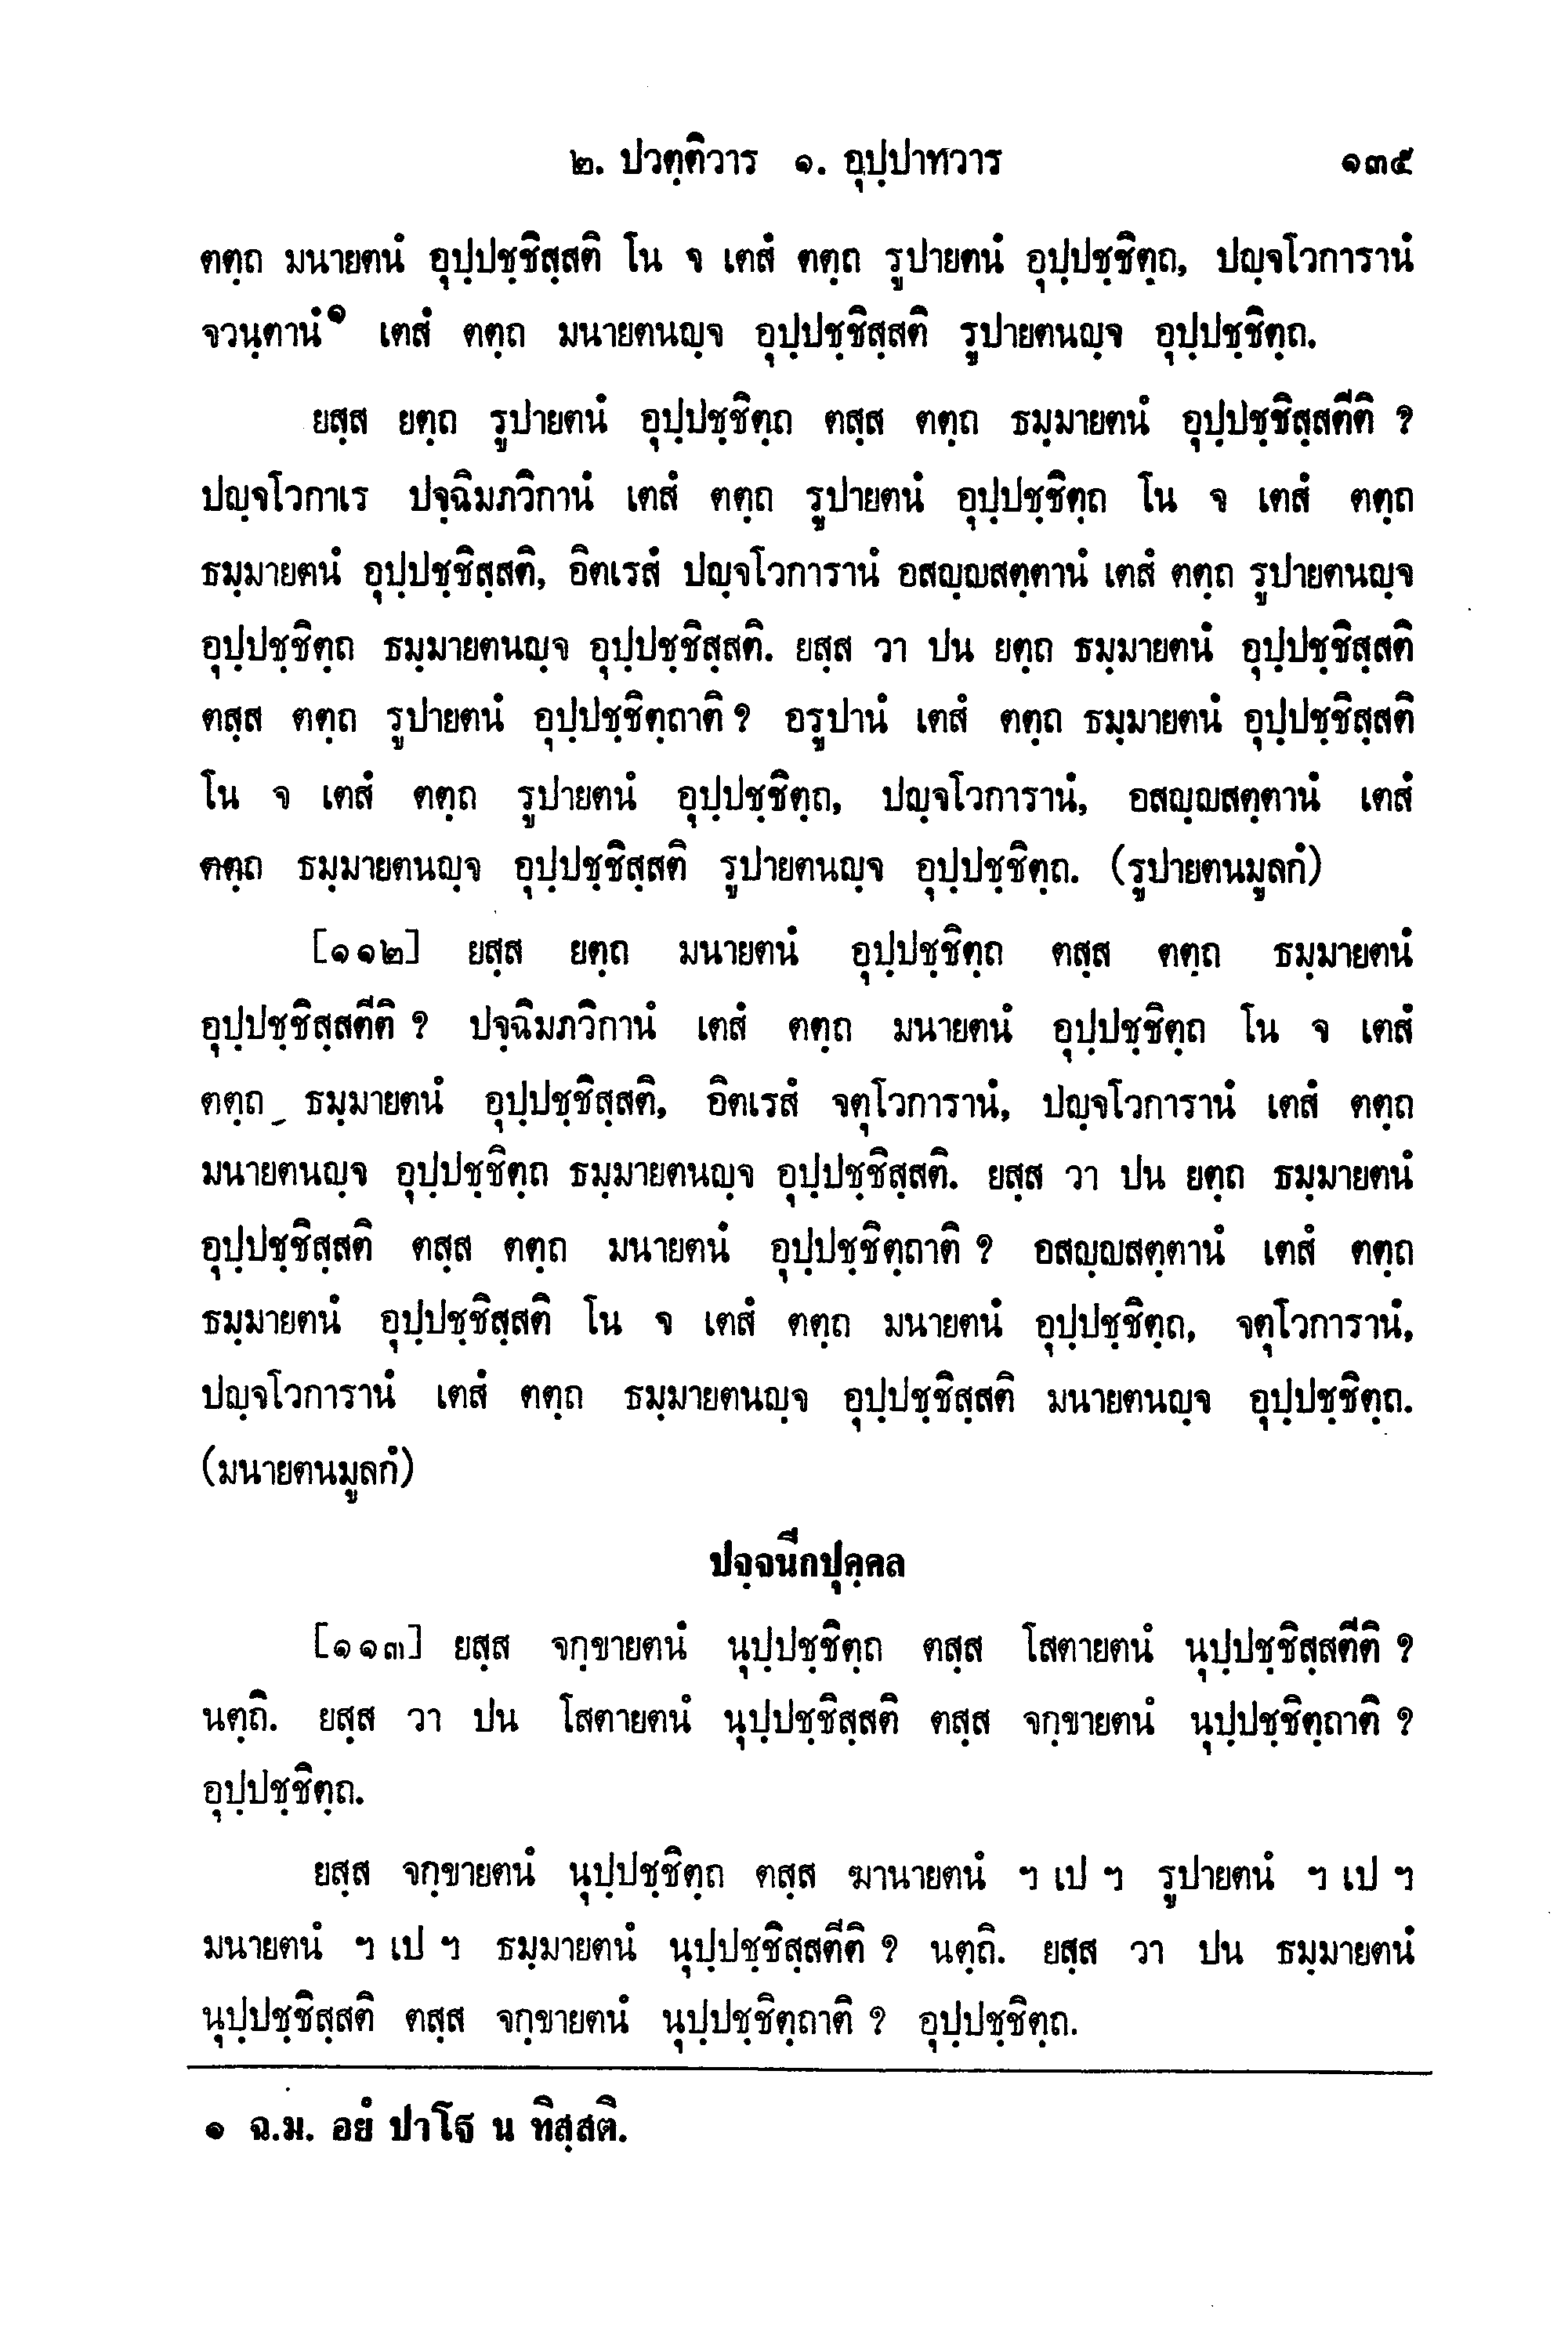 ๒. ปวตฺติวาร ๑. อุปฺปาทวาร ๑๓๕
ตตฺถ มนายตนํ อุปฺปชฺชิสฺสติ โน จ เตสํ ตตฺถ รูปายตนํ อุปฺปชฺชิตฺถ, ปญฺจโวการานํ
จวนฺตานํ๑ เตสํ ตตฺถ มนายตนญฺจ อุปฺปชฺชิสฺสติ รูปายตนญฺจ อุปฺปชฺชิตฺถ.
ยสฺส ยตฺถ รูปายตนํ อุปฺปชฺชิตฺถ ตสฺส ตตฺถ ธมฺมายตนํ อุปฺปชฺชิสฺสตีติ ?
ปญฺจโวกาเร ปจฺฉิมภวิกานํ เตสํ ตตฺถ รูปายตนํ อุปฺปชฺชิตฺถ โน จ เตสํ ตตฺถ
ธมฺมายตนํ อุปฺปชฺชิสฺสติ, อิตเรสํ ปญฺจโวการานํ อสญฺญสตฺตานํ เตสํ ตตฺถ รูปายตนญฺจ
อุปฺปชฺชิตฺถ ธมฺมายตนญฺจ อุปฺปชฺชิสฺสติ. ยสฺส วา ปน ยตฺถ ธมฺมายตนํ อุปฺปชฺชิสฺสติ
ตสฺส ตตฺถ รูปายตนํ อุปฺปชฺชิตฺถาติ ? อรูปานํ เตสํ ตตฺถ ธมฺมายตนํ อุปฺปชฺชิสฺสติ
โน จ เตสํ ตตฺถ รูปายตนํ อุปฺปชฺชิตฺถ, ปญฺจโวการานํ, อสญฺญสตฺตานํ เตสํ
ตตฺถ ธมฺมายตนญฺจ อุปฺปชฺชิสฺสติ รูปายตนญฺจ อุปฺปชฺชิตฺถ. (รูปายตนมูลกํ)
[๑๑๒] ยสฺส ยตฺถ มนายตนํ อุปฺปชฺชิตฺถ ตสฺส ตตฺถ ธมฺมายตนํ
อุปฺปชฺชิสฺสตีติ ? ปจฺฉิมภวิกานํ เตสํ ตตฺถ มนายตนํ อุปฺปชฺชิตฺถ โน จ เตสํ
ตตฺถ ธมฺมายตนํ อุปฺปชฺชิสฺสติ, อิตเรสํ จตุโวการานํ, ปญฺจโวการานํ เตสํ ตตฺถ
มนายตนญฺจ อุปฺปชฺชิตฺถ ธมฺมายตนญฺจ อุปฺปชฺชิสฺสติ. ยสฺส วา ปน ยตฺถ ธมฺมายตนํ
อุปฺปชฺชิสฺสติ ตสฺส ตตฺถ มนายตนํ อุปฺปชฺชิตฺถาติ ? อสญฺญสตฺตานํ เตสํ ตตฺถ
ธมฺมายตนํ อุปฺปชฺชิสฺสติ โน จ เตสํ ตตฺถ มนายตนํ อุปฺปชฺชิตฺถ, จตุโวการานํ,
ปญฺจโวการานํ เตสํ ตตฺถ ธมฺมายตนญฺจ อุปฺปชฺชิสฺสติ มนายตนญฺจ อุปฺปชฺชิตฺถ.
(มนายตนมูลกํ)
ปจฺจนีกปุคฺคล
[๑๑๓] ยสฺส จกฺขายตนํ นุปฺปชฺชิตฺถ ตสฺส โสตายตนํ นุปฺปชฺชิสฺสตีติ ?
นตฺถิ. ยสฺส วา ปน โสตายตนํ นุปฺปชฺชิสฺสติ ตสฺส จกฺขายตนํ นุปฺปชฺชิตฺถาติ ?
อุปฺปชฺชิตฺถ.
ยสฺส จกฺขายตนํ นุปฺปชฺชิตฺถ ตสฺส ฆานายตนํ ฯ เป ฯ รูปายตนํ ฯ เป ฯ
มนายตนํ ฯ เป ฯ ธมฺมายตนํ นุปฺปชฺชิสฺสตีติ ? นตฺถิ. ยสฺส วา ปน ธมฺมายตนํ
นุปฺปชฺชิสฺสติ ตสฺส จกฺขายตนํ นุปฺปชฺชิตฺถาติ ? อุปฺปชฺชิตฺถ.
๑ ฉ.ม. อยํ ปาโฐ น ทิสฺสติ.